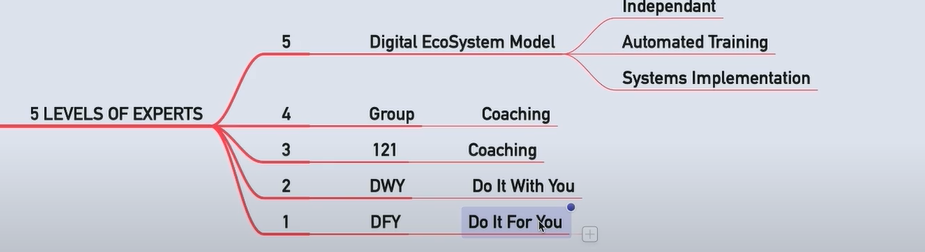 Independant
5 Digital EcoSystem Model Automated Training
Systems Implementation
5 LEVELS OF EXPERTS 4 Group Coaching
3 121 Coaching
2 DWY Do It With You
1 DFY Do It For You